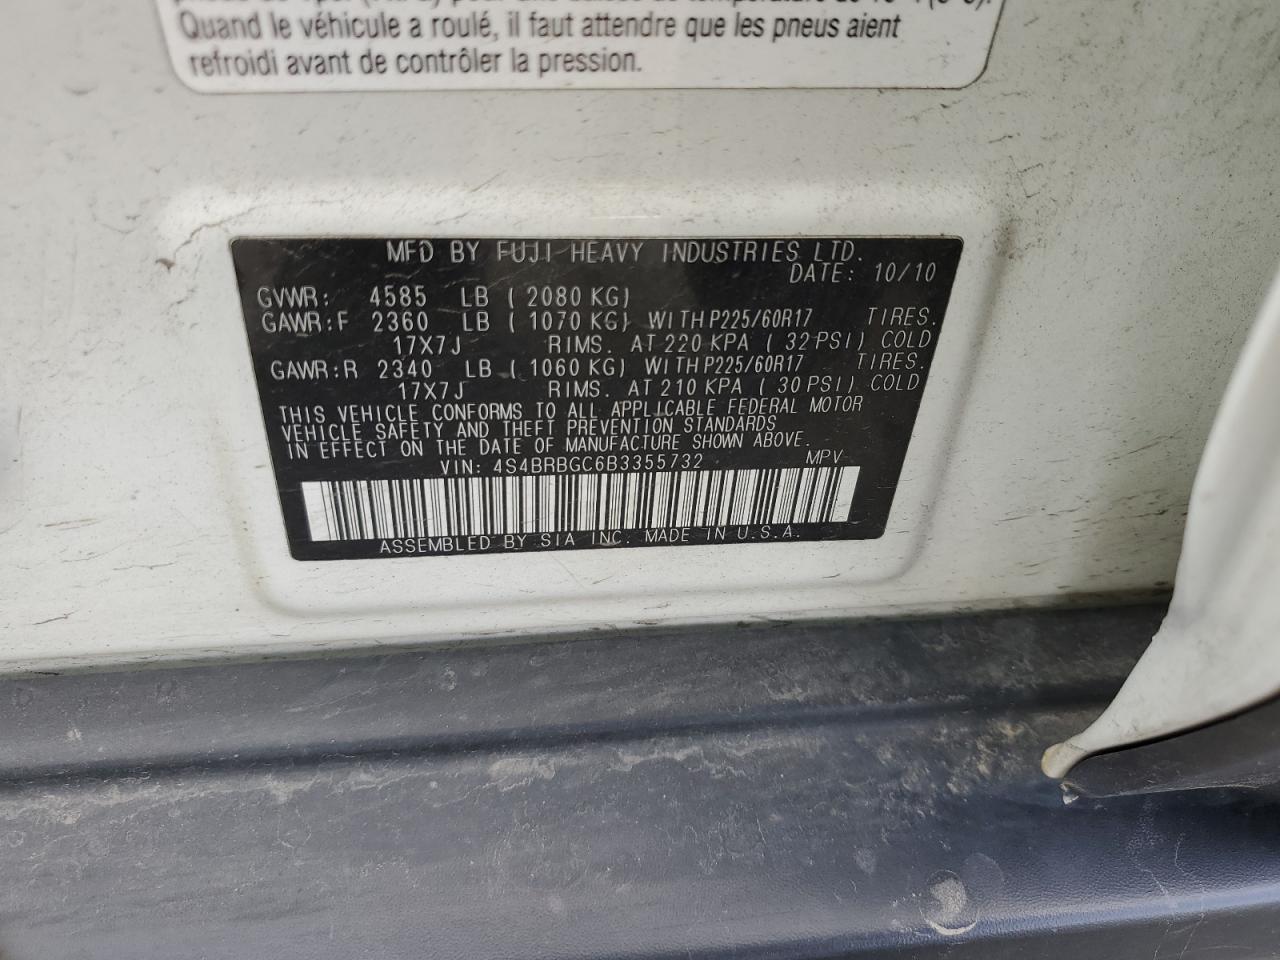 Quand le véhicule a roulé, il faut attendre que les pneus aient
refroidi avant de contrôler la pression.
MFD BY FUJI HEAVY INDUSTRIES LTD.
DATE: 10/10
GVWR: 4585 LB ( 2080 KG)
GAWR:F 2360 LB ( 1070 KG) WITH P225/60R17 TIRES.
17X7J RIMS. AT 220 KPA ( 32 PSI) COLD
GAWR:R 2340 LB ( 1060 KG) WITH P225/60R17 TIRES.
17X7J RIMS. AT 210 KPA ( 30 PSI) COLD
THIS VEHICLE CONFORMS TO ALL APPLICABLE FEDERAL MOTOR
VEHICLE SAFETY AND THEFT PREVENTION STANDARDS
IN EFFECT ON THE DATE OF MANUFACTURE SHOWN ABOVE.
VIN: 4S4BRBGC6B3355732 MPV
ASSEMBLED BY SIA INC. MADE IN U.S.A.